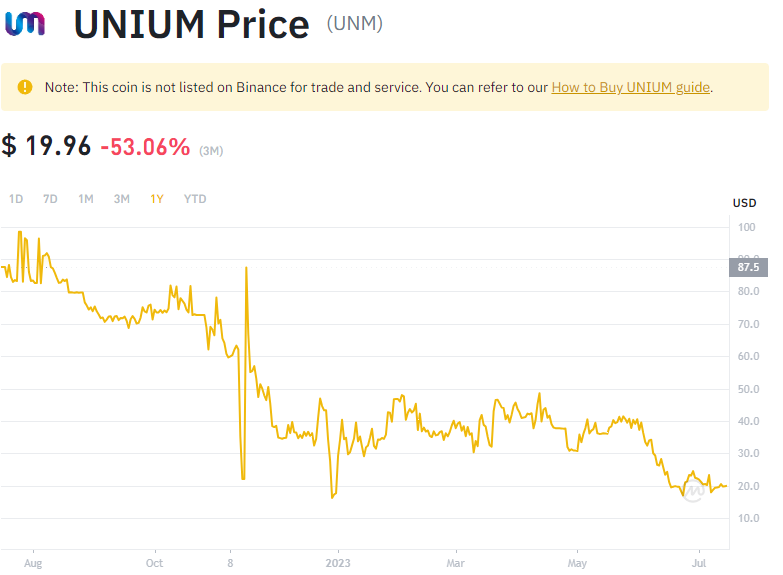 um UNIUM Price (UNM)
Note: This coin is not listed on Binance for trade and service. You can refer to our How to Buy UNIUM guide.
$ 19.96 -53.06% (3M)
1D 7D 1M 3M 1Y YTD
USD
100
87.5
80.0
70.0
60.0
50.0
40.0
30.0
20.0
10.0
Aug Oct 8 2023 Mar May Jul